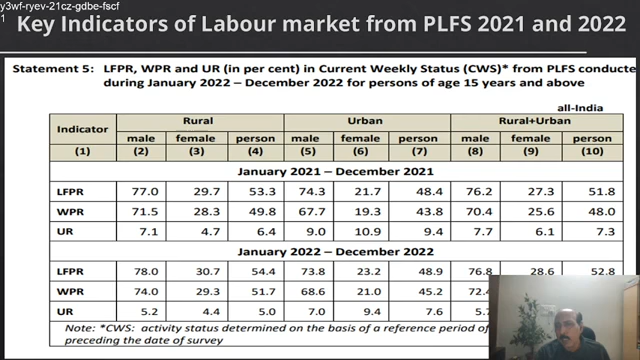 y3wf-ryev-21cz-gdbe-fscf
1
Key Indicators of Labour market from PLFS 2021 and 2022
Statement 5: LFPR, WPR and UR (in per cent) in Current Weekly Status (CWS)* from PLFS conducte
during January 2022 – December 2022 for persons of age 15 years and above
all-India
Indicator Rural Urban Rural+Urban
male female person male female person male female person
(1) (2) (3) (4) (5) (6) (7) (8) (9) (10)
January 2021 – December 2021
LFPR 77.0 29.7 53.3 74.3 21.7 48.4 76.2 27.3 51.8
WPR 71.5 28.3 49.8 67.7 19.3 43.8 70.4 25.6 48.0
UR 7.1 4.7 6.4 9.0 10.9 9.4 7.7 6.1 7.3
January 2022 – December 2022
LFPR 78.0 30.7 54.4 73.8 23.2 48.9 76.8 28.6 52.8
WPR 74.0 29.3 51.7 68.6 21.0 45.2 72.4
UR 5.2 4.4 5.0 7.0 9.4 7.6 5.7
Note: *CWS: activity status determined on the basis of a reference period of
preceding the date of survey